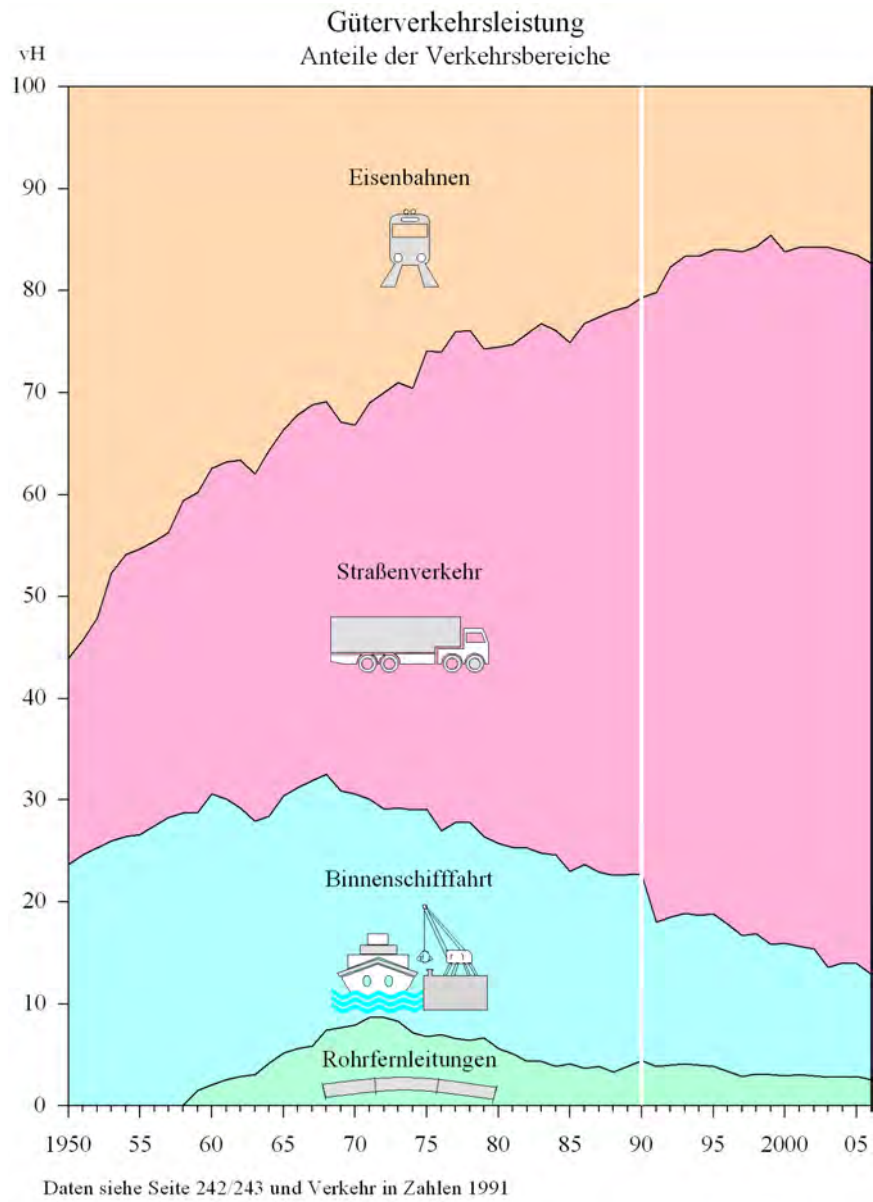 Güterverkehrsleistung
Anteile der Verkehrsbereiche
vH
100
90
80
70
60
50
40
30
20
10
0
Eisenbahnen
Straßenverkehr
Binnenschifffahrt
Rohrfernleitungen
1950 55 60 65 70 75 80 85 90 95 2000 05
Daten siehe Seite 242/243 und Verkehr in Zahlen 1991